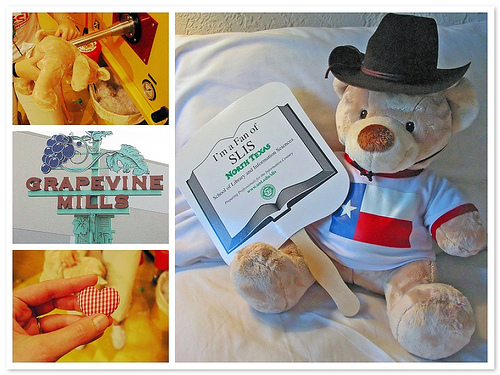 GRAPEVINE
MILLS
I'm a Fan of
SLIS
NORTH TEXAS
School of Library and Information Sciences